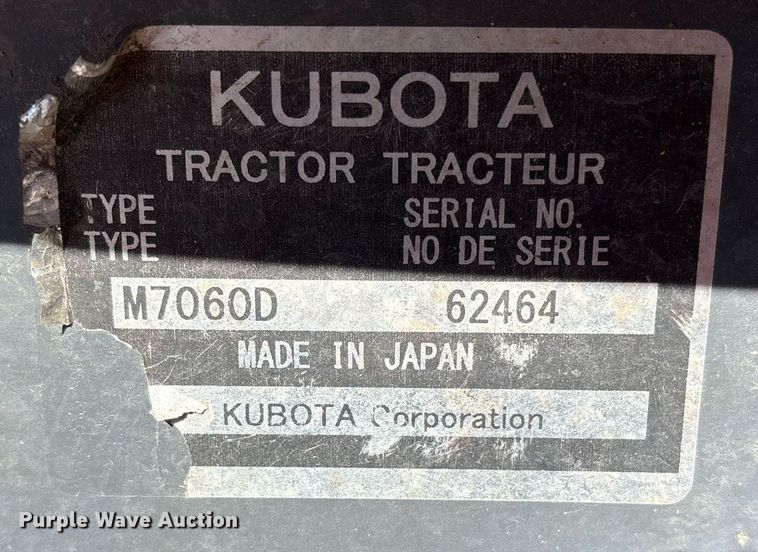 KUBOTA
TRACTOR TRACTEUR
TYPE SERIAL NO.
TYPE NO DE SERIE
M7060D 62464
MADE IN JAPAN
KUBOTA Corporation
Purple Wave Auction